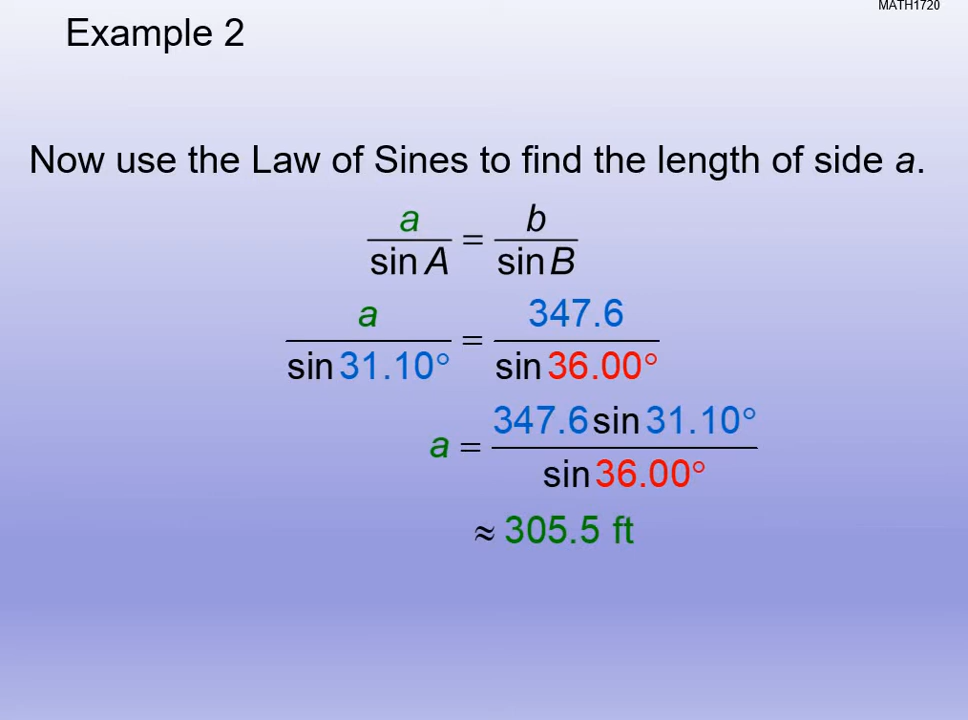 MATH1720
Example 2
Now use the Law of Sines to find the length of side a.
a/sin A = b/sin B
a/sin 31.10° = 347.6/sin 36.00°
a = 347.6 sin 31.10°/sin 36.00°
≈ 305.5 ft